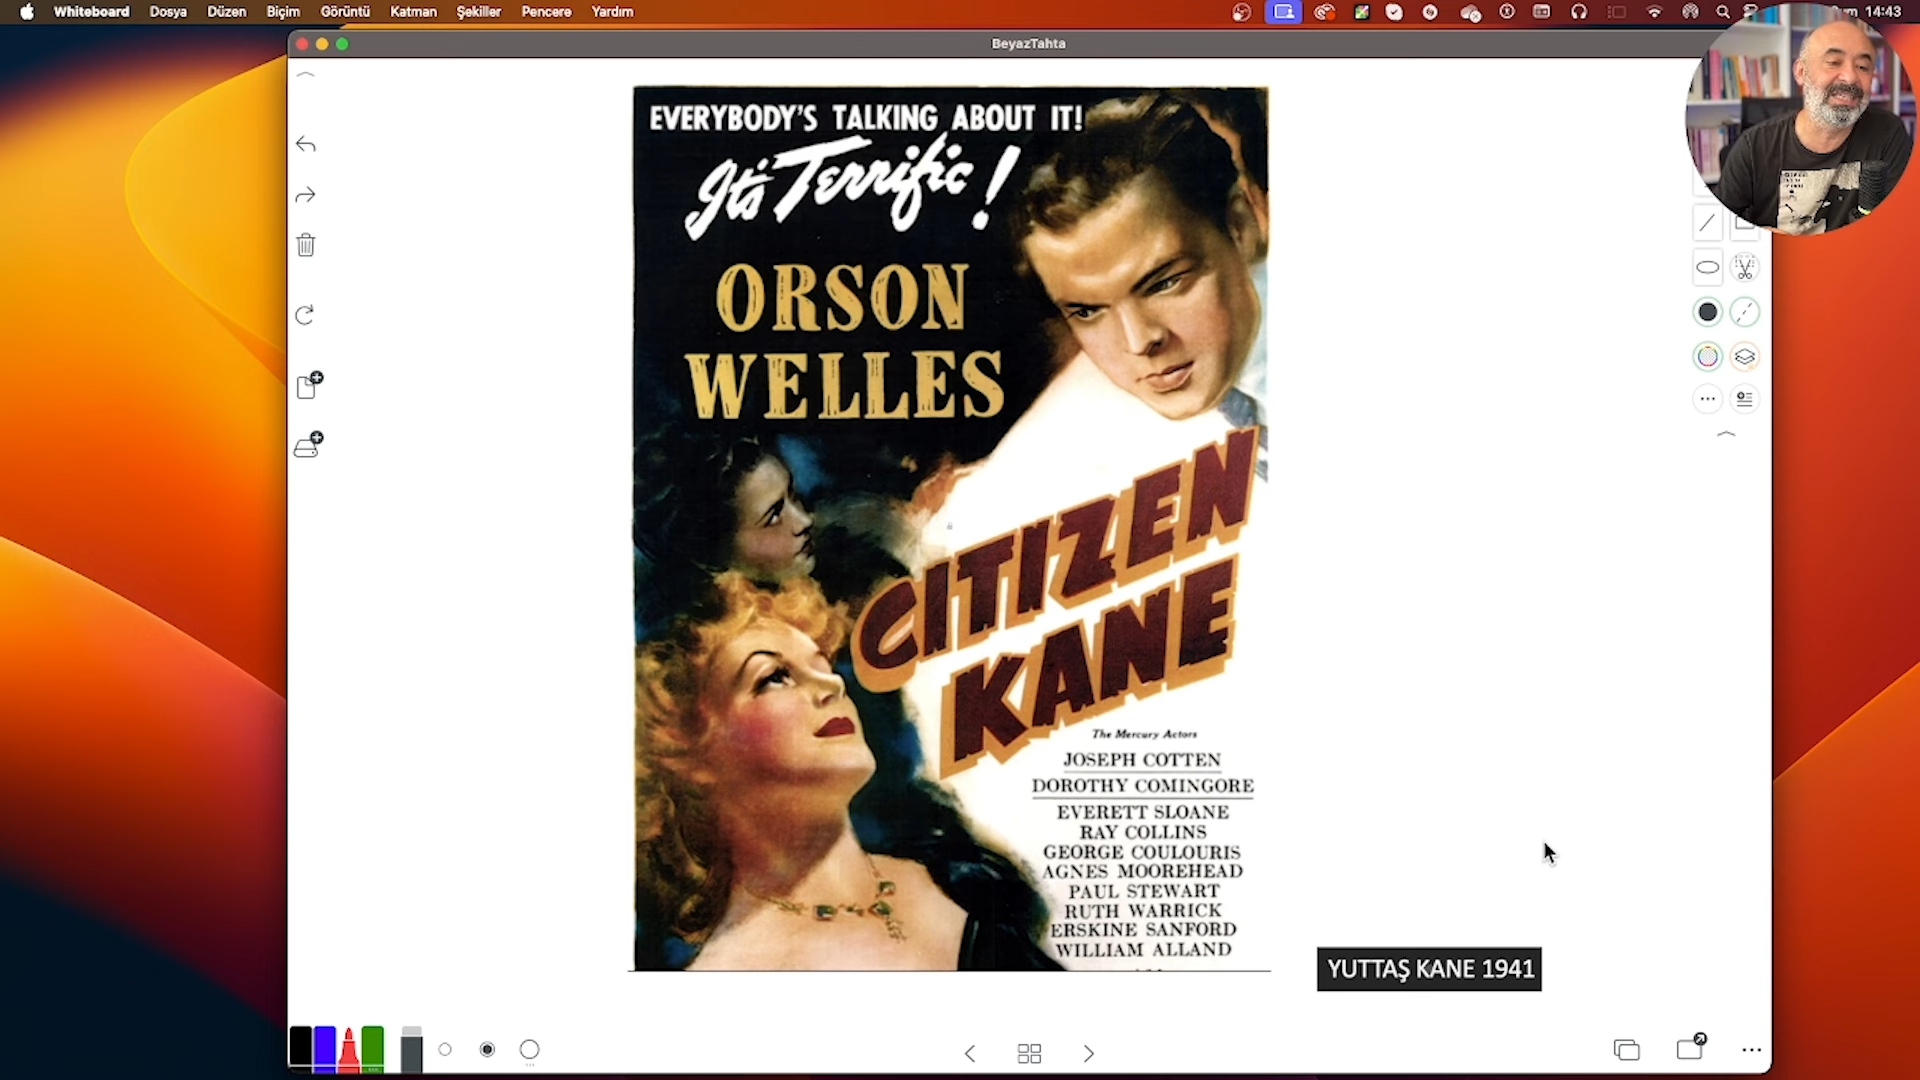 Whiteboard Dosya Düzen Biçim Görüntü Katman Şekiller Pencere Yardım
14:43
BeyazTahta
EVERYBODY'S TALKING ABOUT IT!
It's Terrific!
ORSON
WELLES
CITIZEN
KANE
The Mercury Actors
JOSEPH COTTEN
DOROTHY COMINGORE
EVERETT SLOANE
RAY COLLINS
GEORGE COULOURIS
AGNES MOOREHEAD
PAUL STEWART
RUTH WARRICK
ERSKINE SANFORD
WILLIAM ALLAND
YUTTAŞ KANE 1941